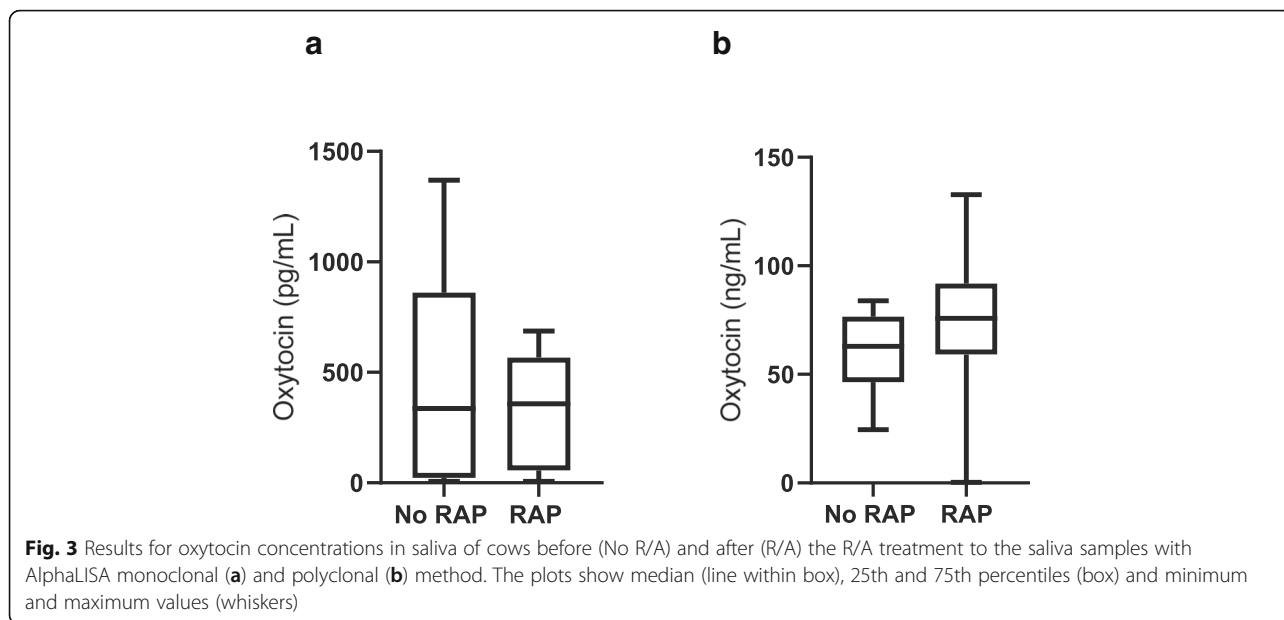 a
b
Oxytocin (pg/mL)
1500
1000
500
0
No RAP RAP
Oxytocin (ng/mL)
150
100
50
0
No RAP RAP
Fig. 3 Results for oxytocin concentrations in saliva of cows before (No R/A) and after (R/A) the R/A treatment to the saliva samples with
AlphaLISA monoclonal (a) and polyclonal (b) method. The plots show median (line within box), 25th and 75th percentiles (box) and minimum
and maximum values (whiskers)